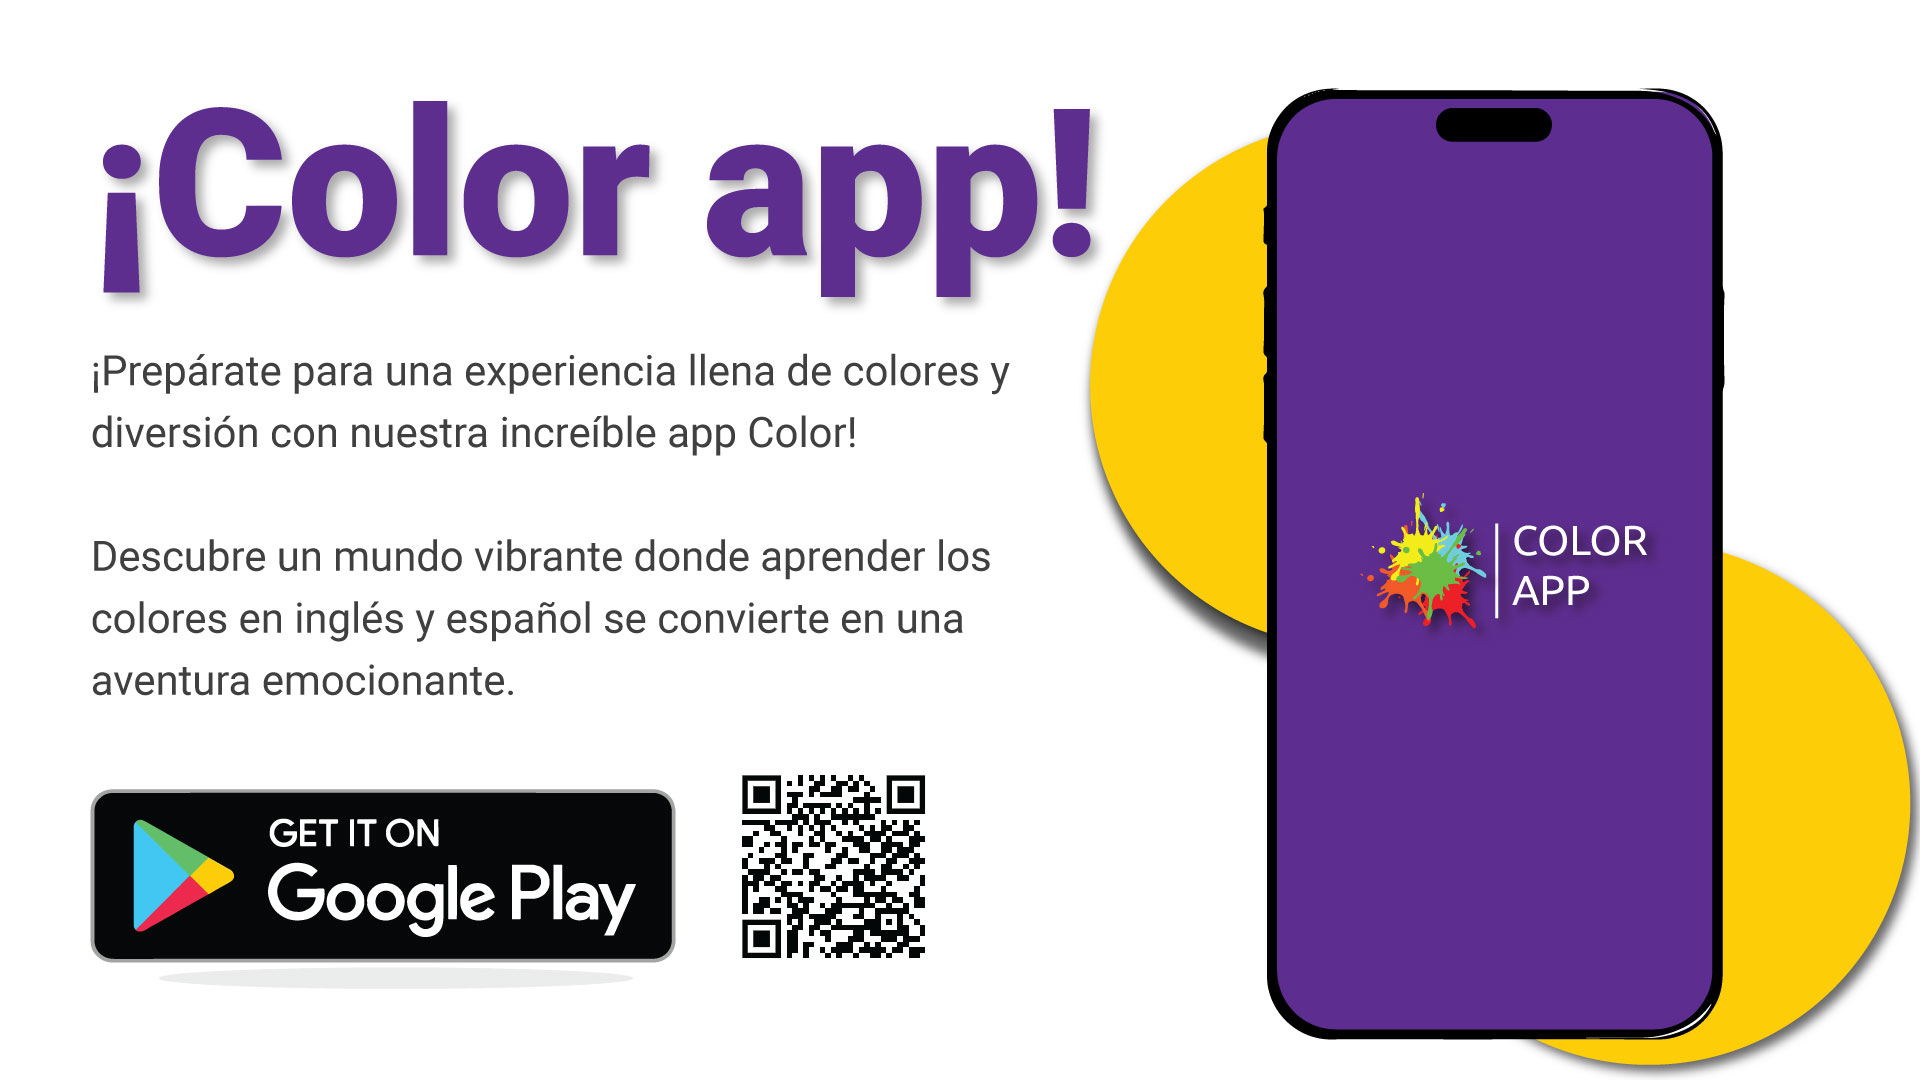 ¡Color app!
¡Prepárate para una experiencia llena de colores y
diversión con nuestra increíble app Color!
Descubre un mundo vibrante donde aprender los
colores en inglés y español se convierte en una
aventura emocionante.
GET IT ON
Google Play
COLOR
APP